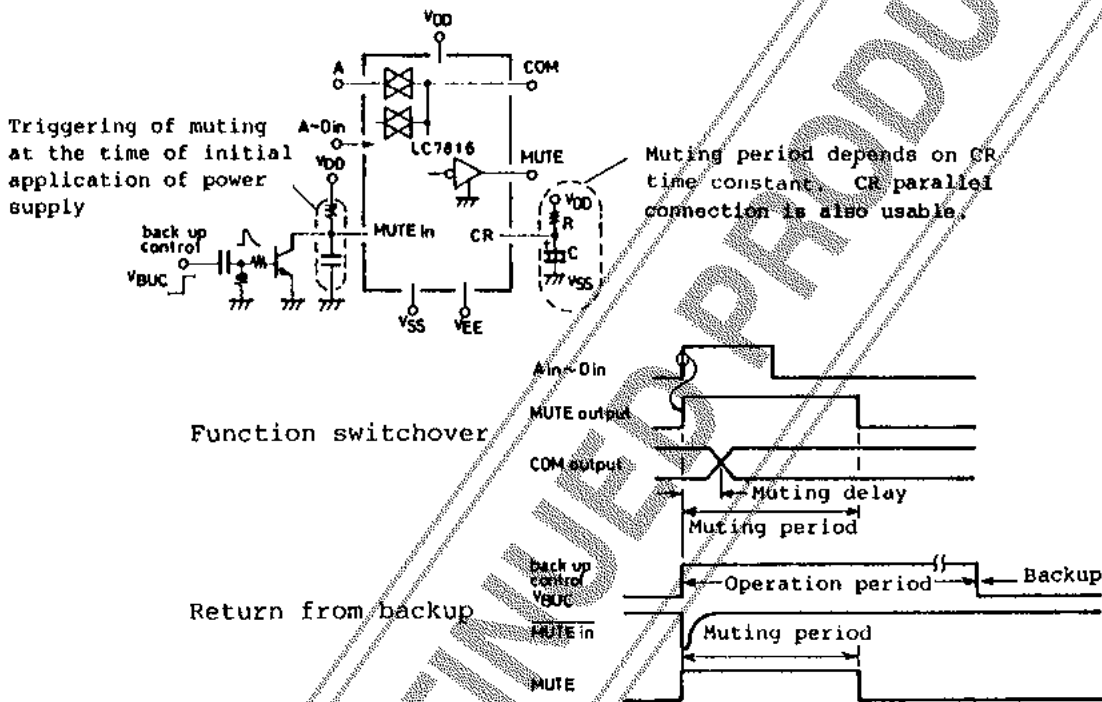 VDD
A
COM
A~Din
LC7816
MUTE
Triggering of muting
at the time of initial
application of power
supply
VDD
Muting period depends on CR
time constant. CR parallel
connection is also usable.
VDD
R
CR
C
VSS
back up
control
VBUC
MUTE in
VSS
VEE
Function switchover
Ain~Din
MUTE output
COM output
Muting delay
Muting period
Return from backup
back up
control
VBUC
Operation period
Backup
MUTE in
Muting period
MUTE
TINUED PRODU